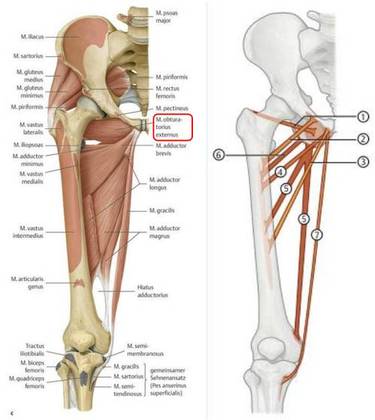 M. psoas
major
M. iliacus
M. sartorius
M. gluteus
medius
M. gluteus
minimus
M. piriformis
M. piriformis
M. rectus
femoris
M. pectineus
M. vastus
lateralis
M. obtura-
torius
externus
M. iliopsoas
M. adductor
minimus
M. adductor
brevis
M. vastus
medialis
M. adductor
longus
M. gracilis
M. vastus
intermedius
M. adductor
magnus
M. articularis
genus
Hiatus
adductorius
Tractus
iliotibialis
M. biceps
femoris
M. quadriceps
femoris
M. semi-
membranosus
M. gracilis
M. sartorius
M. semi-
tendinosus
gemeinsamer
Sehnenansatz
(Pes anserinus
superficialis)
c
1
2
6
3
5
5
7